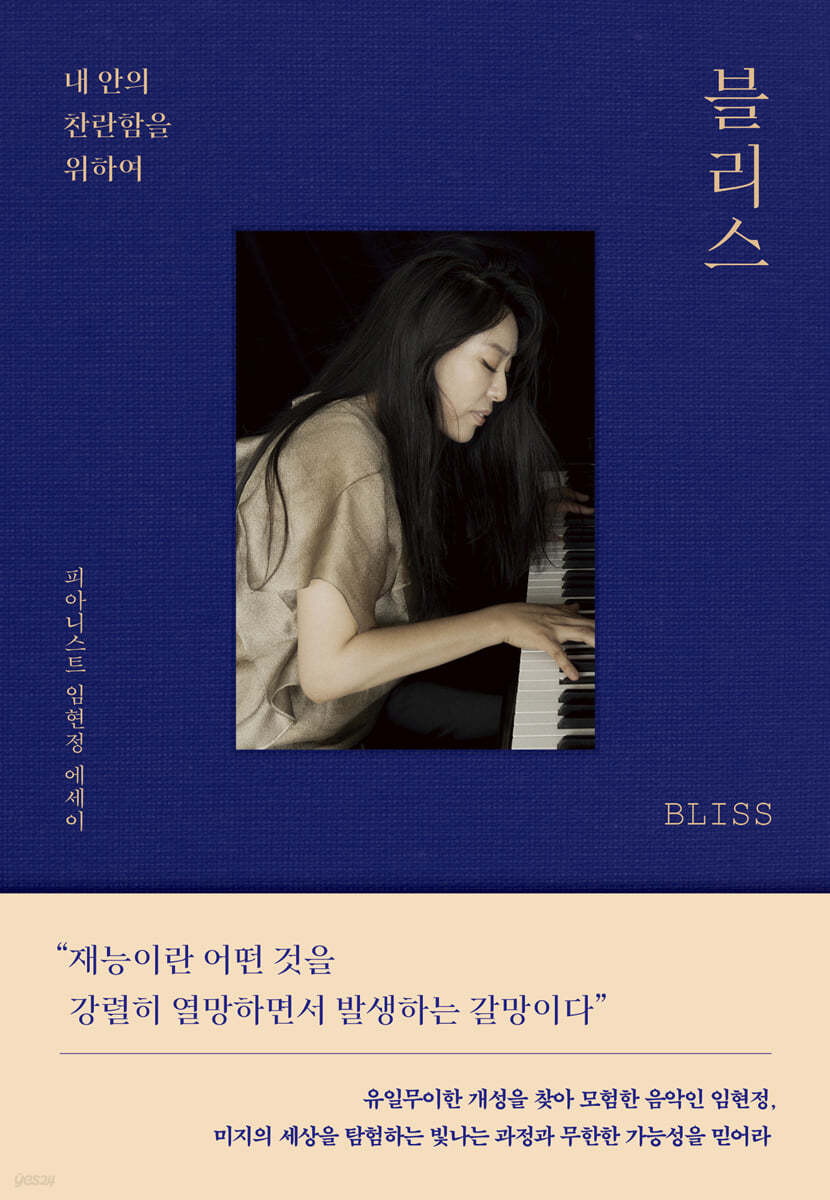 내 안의
찬란함을
위하여
블리스
피아니스트 임현정 에세이
BLISS
“재능이란 어떤 것을
강렬히 열망하면서 발생하는 갈망이다”
유일무이한 개성을 찾아 모험한 음악인 임현정,
미지의 세상을 탐험하는 빛나는 과정과 무한한 가능성을 믿어라
yes24